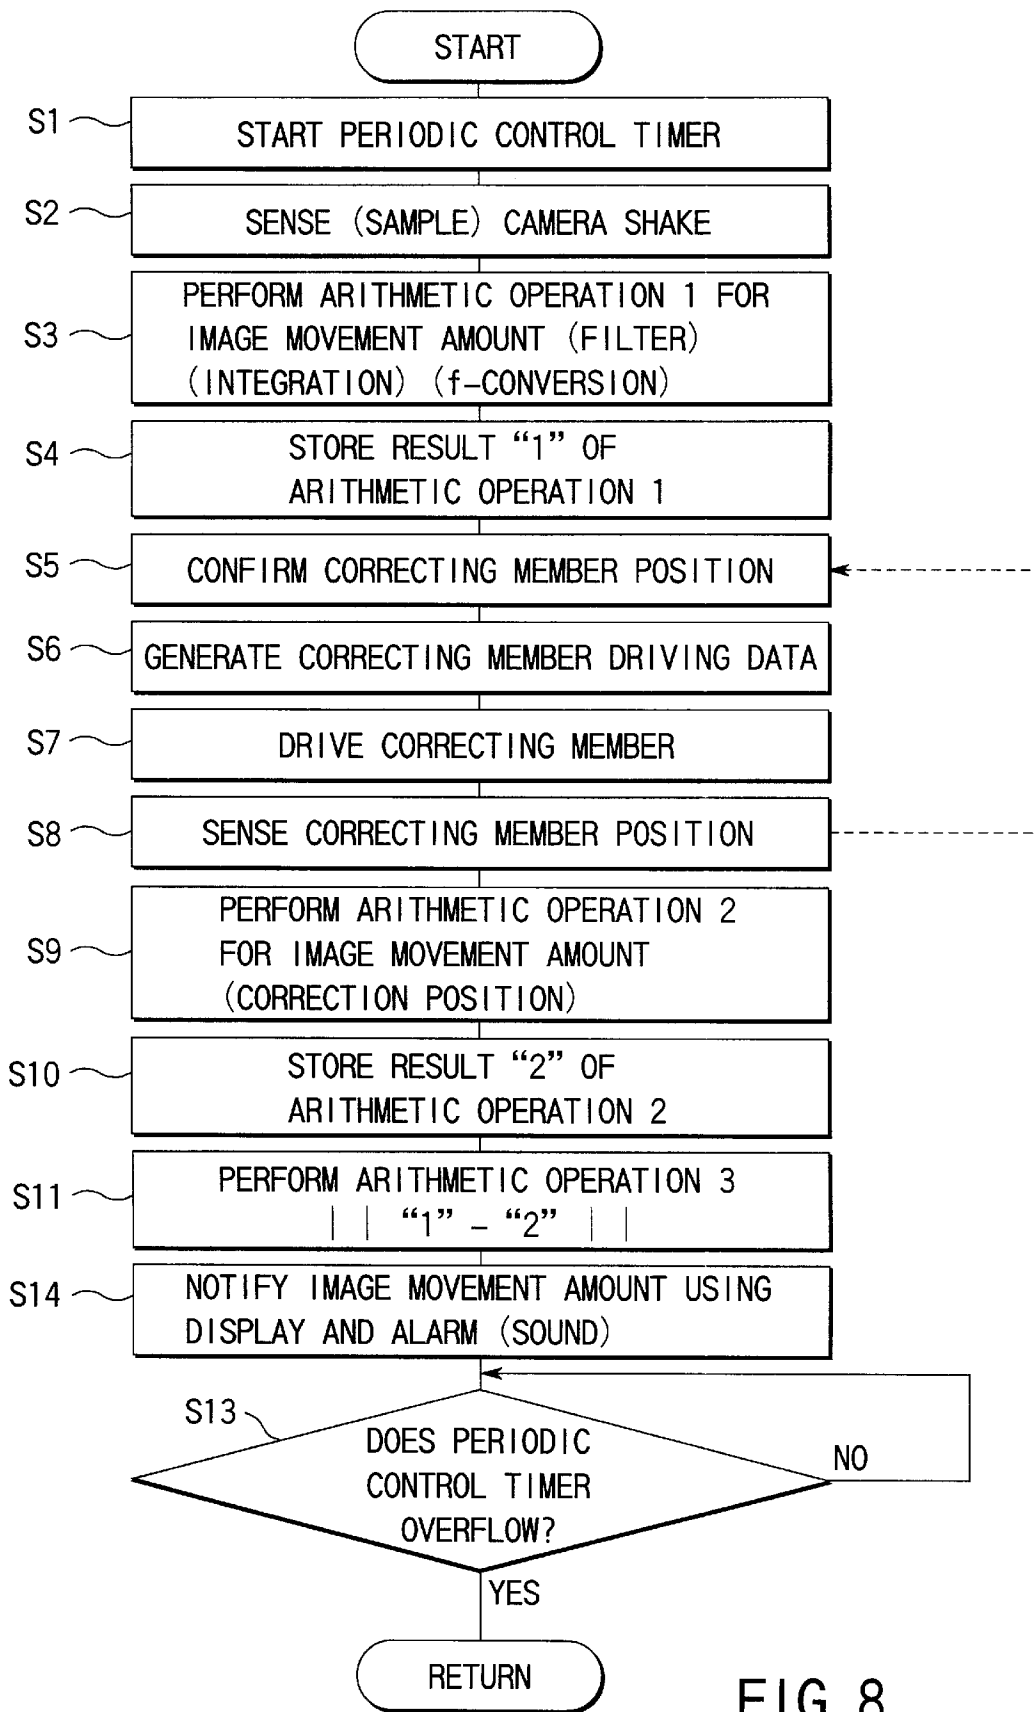 START
S1
START PERIODIC CONTROL TIMER
S2
SENSE (SAMPLE) CAMERA SHAKE
S3
PERFORM ARITHMETIC OPERATION 1 FOR
IMAGE MOVEMENT AMOUNT (FILTER)
(INTEGRATION) (f-CONVERSION)
S4
STORE RESULT “1” OF
ARITHMETIC OPERATION 1
S5
CONFIRM CORRECTING MEMBER POSITION
S6
GENERATE CORRECTING MEMBER DRIVING DATA
S7
DRIVE CORRECTING MEMBER
S8
SENSE CORRECTING MEMBER POSITION
S9
PERFORM ARITHMETIC OPERATION 2
FOR IMAGE MOVEMENT AMOUNT
(CORRECTION POSITION)
S10
STORE RESULT “2” OF
ARITHMETIC OPERATION 2
S11
PERFORM ARITHMETIC OPERATION 3
| | “1” – “2” | |
S14
NOTIFY IMAGE MOVEMENT AMOUNT USING
DISPLAY AND ALARM (SOUND)
S13
DOES PERIODIC
CONTROL TIMER
OVERFLOW?
NO
YES
RETURN
FIG. 8